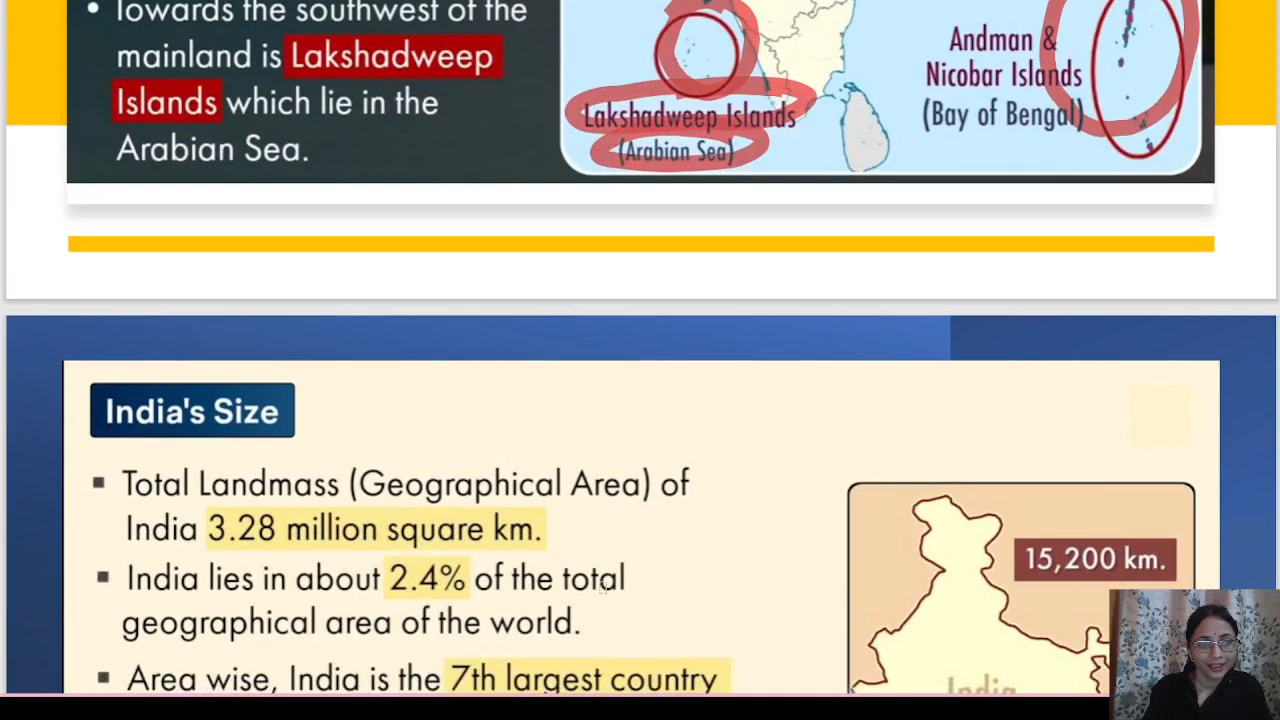 • Towards the southwest of the
mainland is Lakshadweep
Islands which lie in the
Arabian Sea.
Lakshadweep Islands
(Arabian Sea)
Andman &
Nicobar Islands
(Bay of Bengal)
India's Size
▪ Total Landmass (Geographical Area) of
India 3.28 million square km.
▪ India lies in about 2.4% of the total
geographical area of the world.
▪ Area wise, India is the 7th largest country
15,200 km.
India